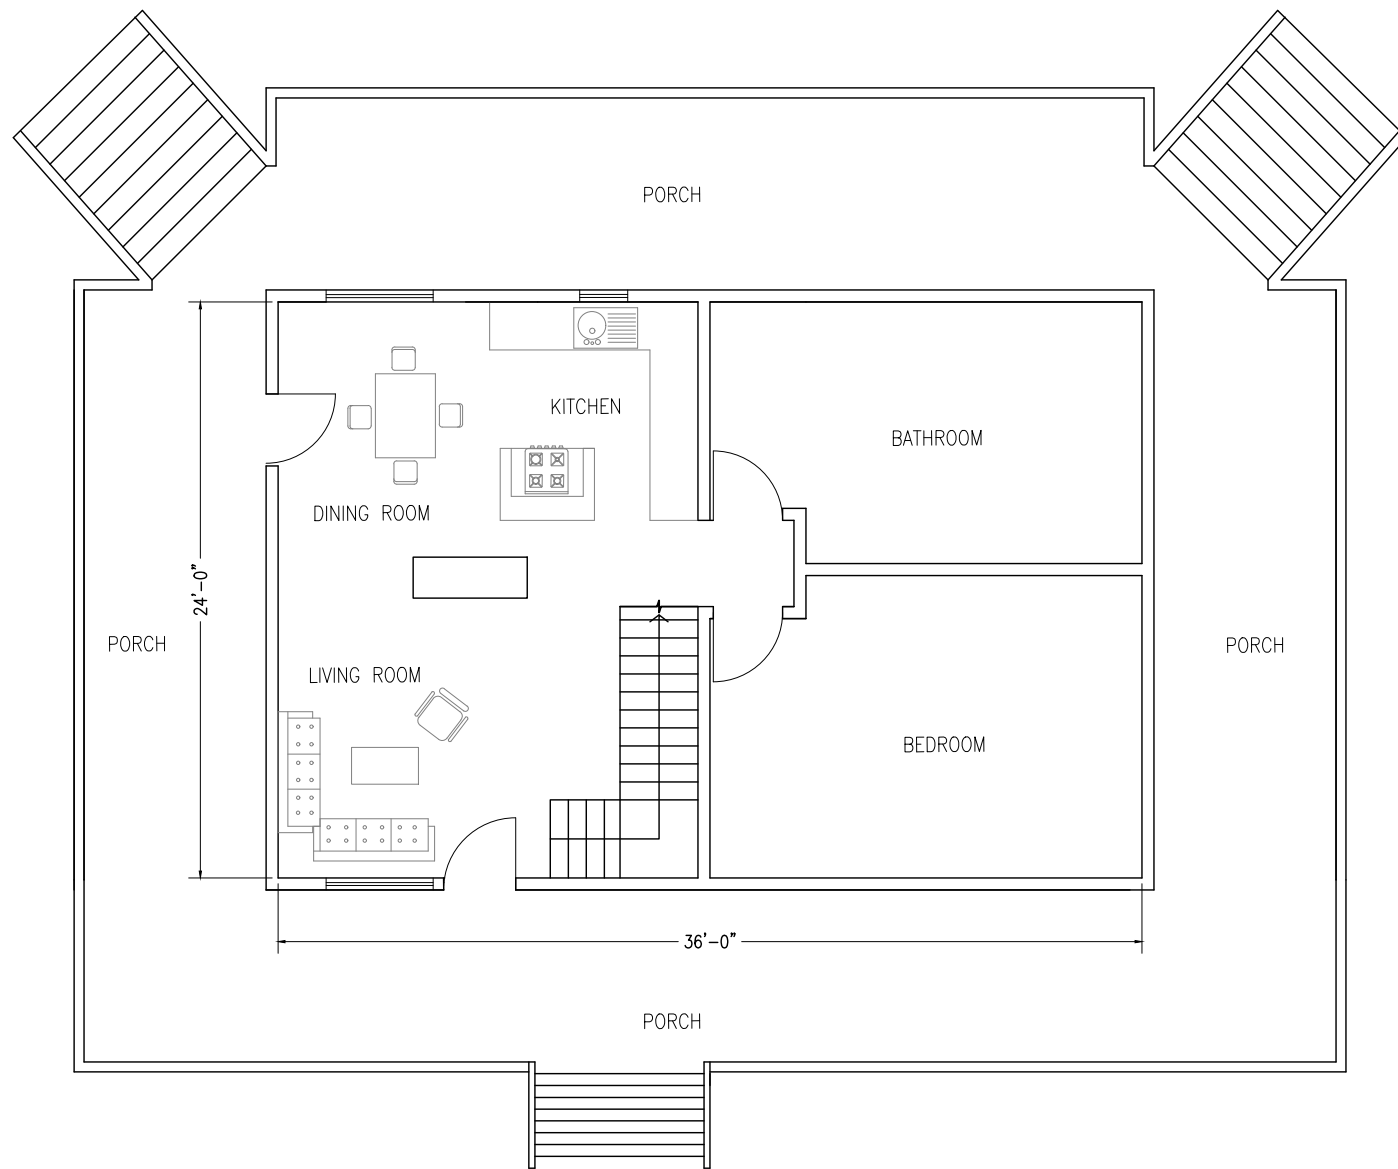 PORCH
KITCHEN
BATHROOM
DINING ROOM
24'-0"
PORCH
PORCH
LIVING ROOM
BEDROOM
36'-0"
PORCH